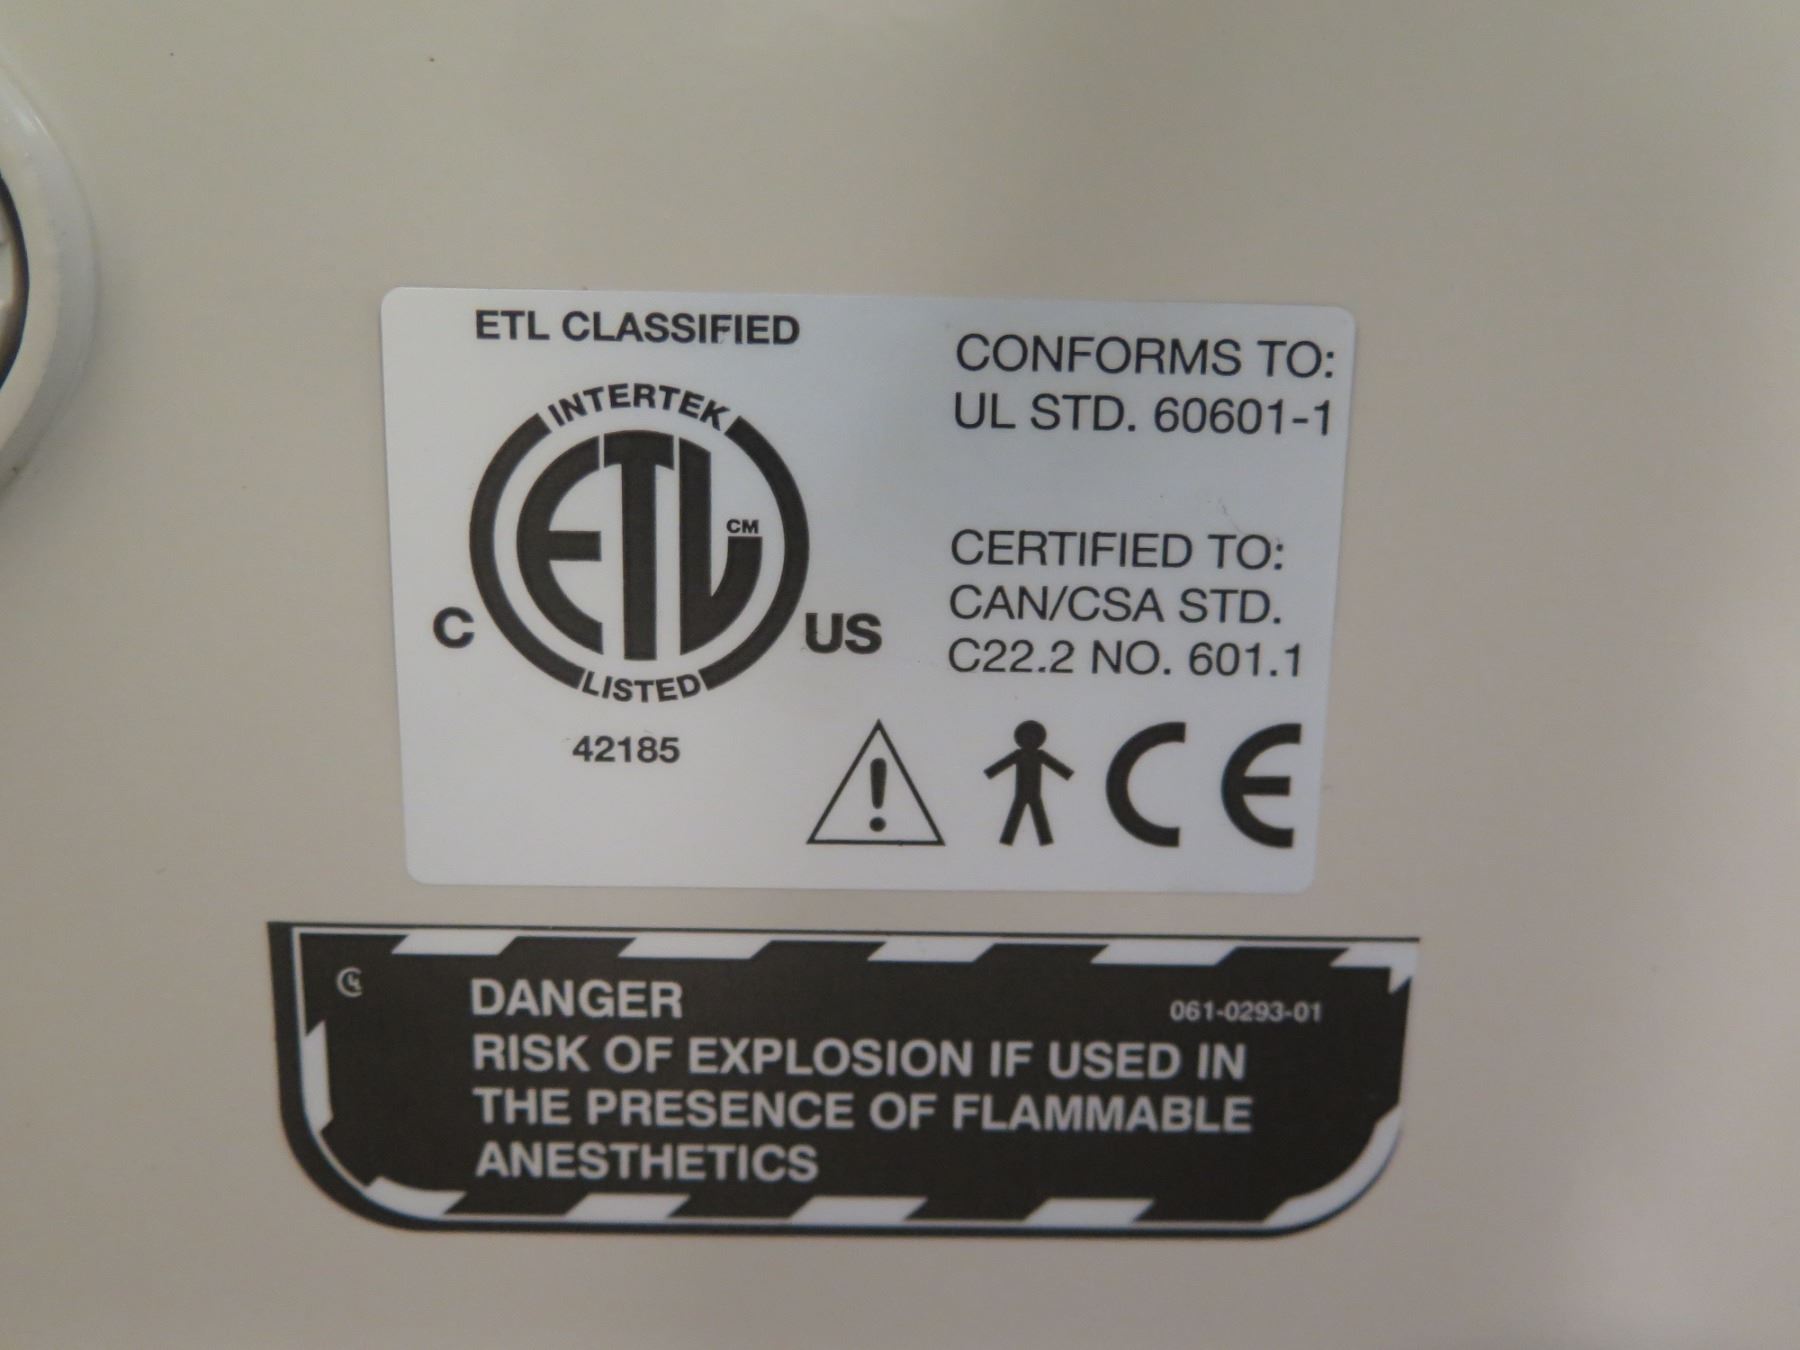 ETL CLASSIFIED
INTERTEK
ETL CM
C US
LISTED
42185
CONFORMS TO:
UL STD. 60601-1
CERTIFIED TO:
CAN/CSA STD.
C22.2 NO. 601.1
! CE
DANGER
061-0293-01
RISK OF EXPLOSION IF USED IN
THE PRESENCE OF FLAMMABLE
ANESTHETICS